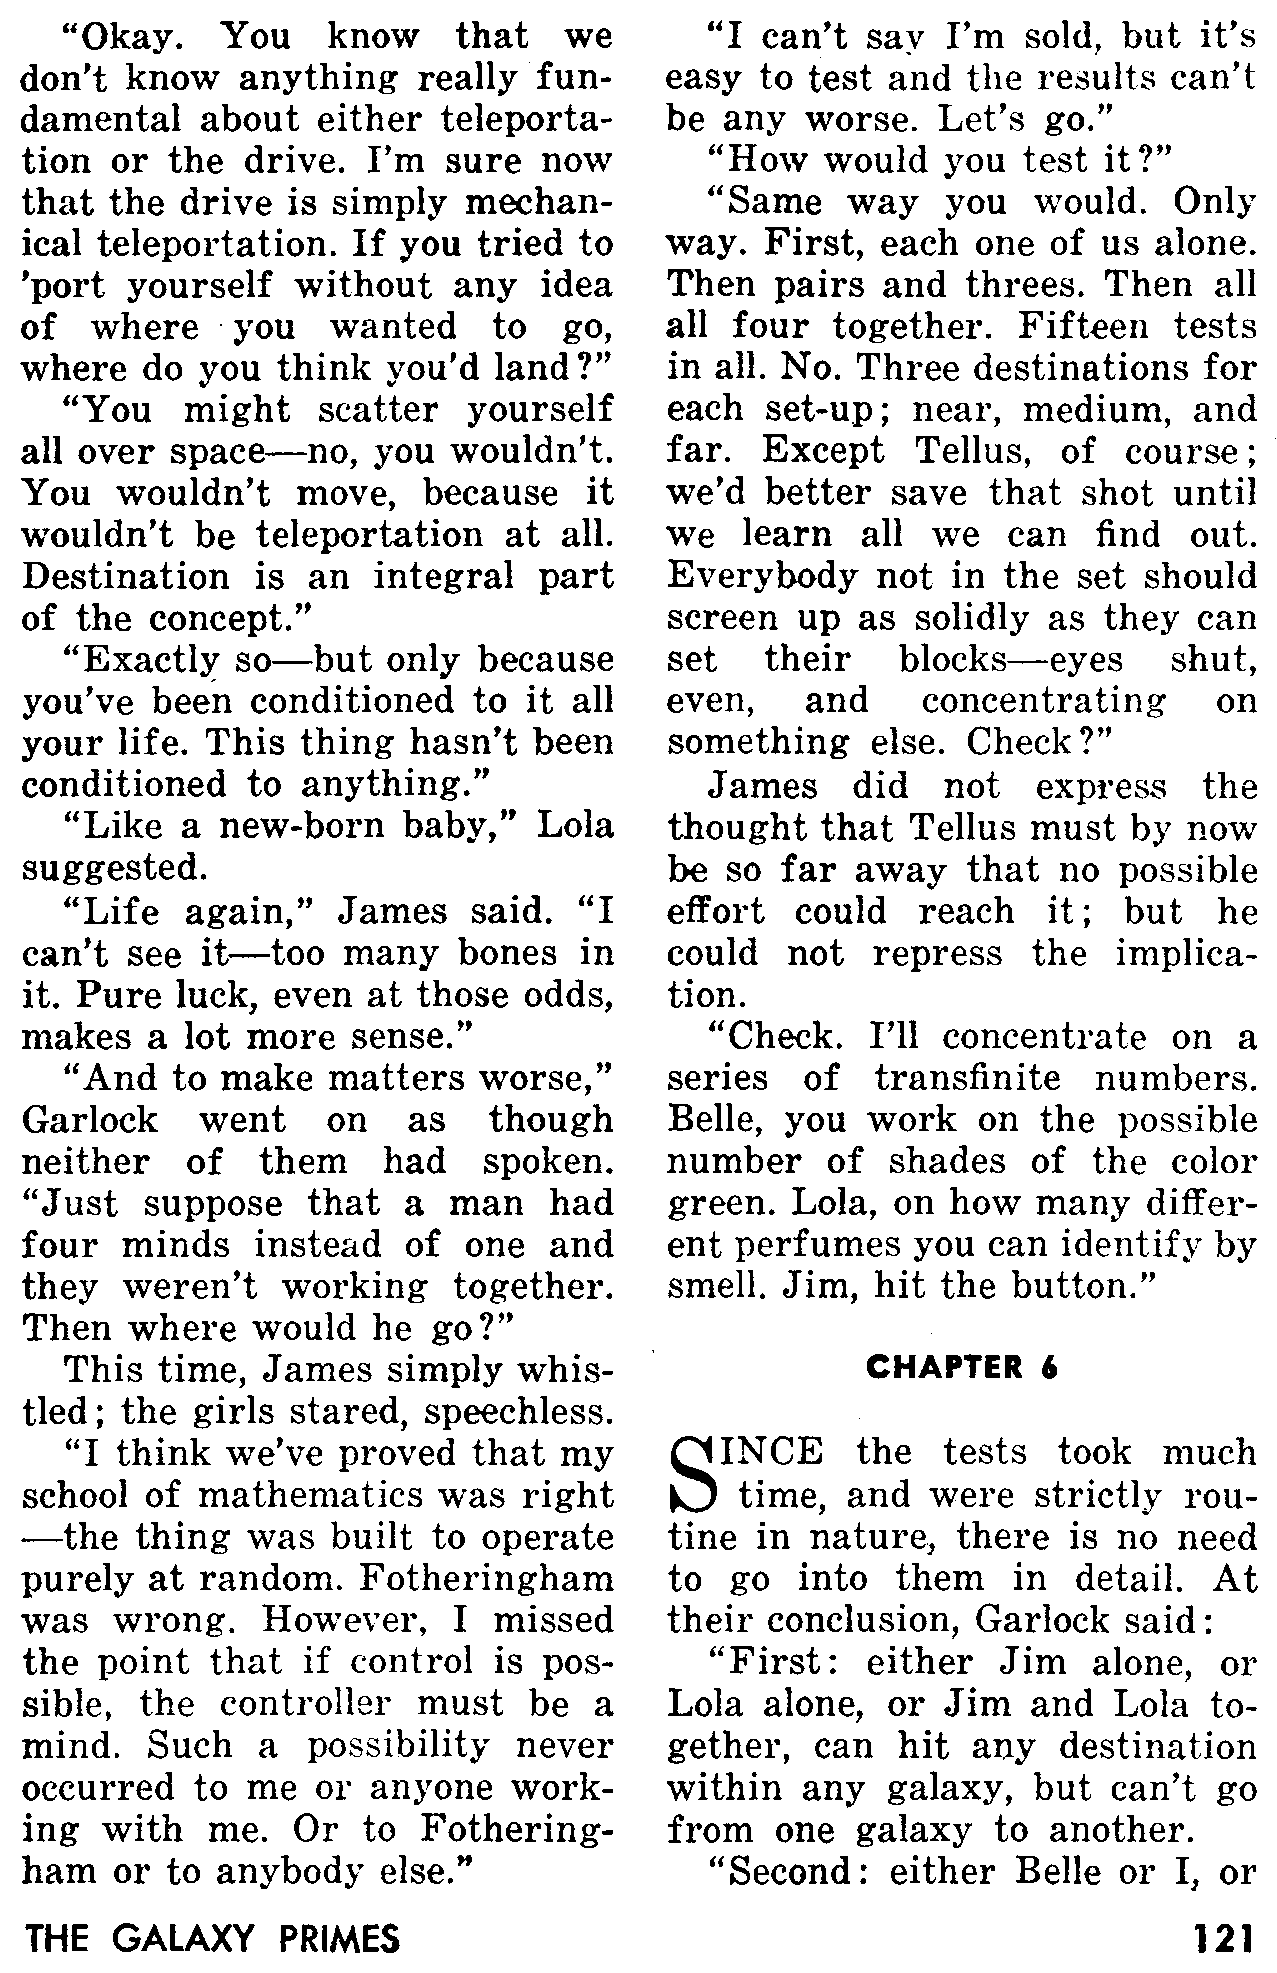 “Okay. You know that we
don't know anything really fun-
damental about either teleporta-
tion or the drive. I'm sure now
that the drive is simply mechan-
ical teleportation. If you tried to
'port yourself without any idea
of where you wanted to go,
where do you think you'd land?”
“You might scatter yourself
all over space—no, you wouldn't.
You wouldn't move, because it
wouldn't be teleportation at all.
Destination is an integral part
of the concept.”
“Exactly so—but only because
you've been conditioned to it all
your life. This thing hasn't been
conditioned to anything.”
“Like a new-born baby,” Lola
suggested.
“Life again,” James said. “I
can't see it—too many bones in
it. Pure luck, even at those odds,
makes a lot more sense.”
“And to make matters worse,”
Garlock went on as though
neither of them had spoken.
“Just suppose that a man had
four minds instead of one and
they weren't working together.
Then where would he go?”
This time, James simply whis-
tled; the girls stared, speechless.
“I think we've proved that my
school of mathematics was right
—the thing was built to operate
purely at random. Fotheringham
was wrong. However, I missed
the point that if control is pos-
sible, the controller must be a
mind. Such a possibility never
occurred to me or anyone work-
ing with me. Or to Fothering-
ham or to anybody else.”
“I can't say I'm sold, but it's
easy to test and the results can't
be any worse. Let's go.”
“How would you test it?”
“Same way you would. Only
way. First, each one of us alone.
Then pairs and threes. Then all
all four together. Fifteen tests
in all. No. Three destinations for
each set-up; near, medium, and
far. Except Tellus, of course;
we'd better save that shot until
we learn all we can find out.
Everybody not in the set should
screen up as solidly as they can
set their blocks—eyes shut,
even, and concentrating on
something else. Check?”
James did not express the
thought that Tellus must by now
be so far away that no possible
effort could reach it; but he
could not repress the implica-
tion.
“Check. I'll concentrate on a
series of transfinite numbers.
Belle, you work on the possible
number of shades of the color
green. Lola, on how many differ-
ent perfumes you can identify by
smell. Jim, hit the button.”
CHAPTER 6
SINCE the tests took much
time, and were strictly rou-
tine in nature, there is no need
to go into them in detail. At
their conclusion, Garlock said:
“First: either Jim alone, or
Lola alone, or Jim and Lola to-
gether, can hit any destination
within any galaxy, but can't go
from one galaxy to another.
“Second: either Belle or I, or
THE GALAXY PRIMES 121